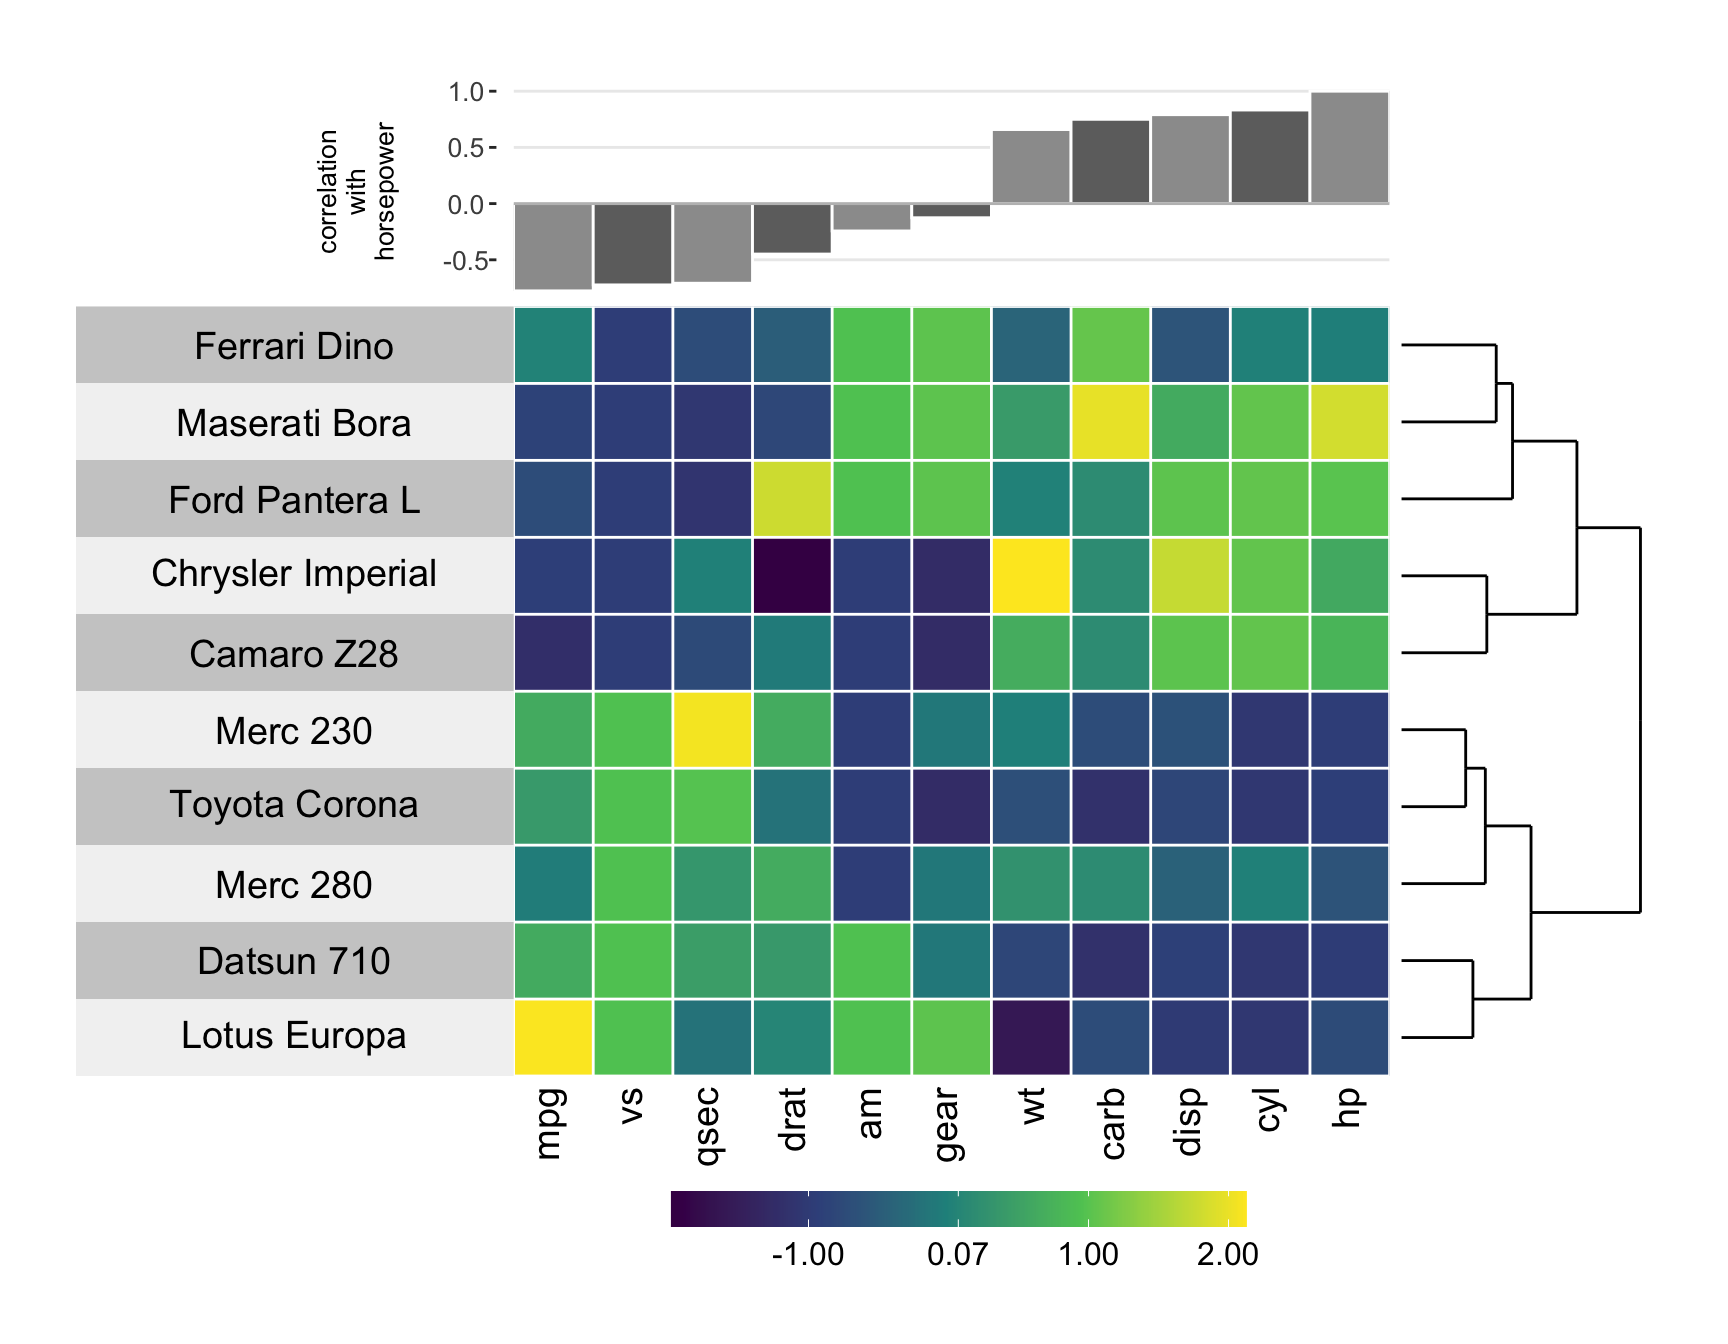 1.0
0.5
0.0
-0.5
correlation
with
horsepower
Ferrari Dino
Maserati Bora
Ford Pantera L
Chrysler Imperial
Camaro Z28
Merc 230
Toyota Corona
Merc 280
Datsun 710
Lotus Europa
mpg
vs
qsec
drat
am
gear
wt
carb
disp
cyl
hp
-1.00 0.07 1.00 2.00